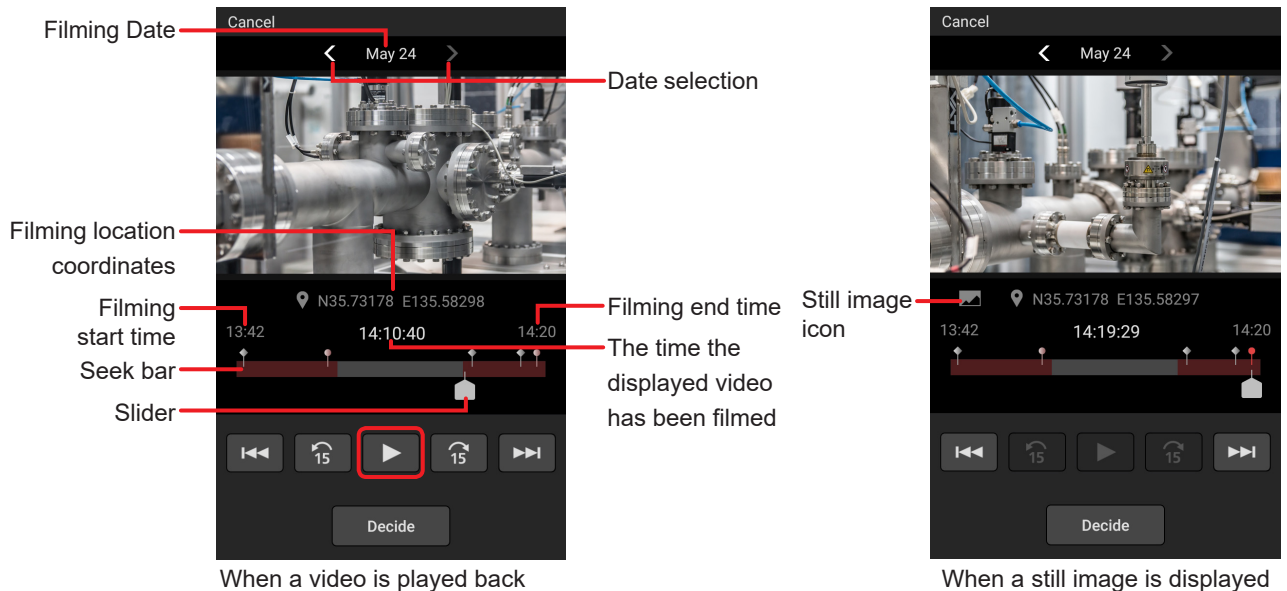 Filming Date
Cancel
May 24
Date selection
Filming location
coordinates
N35.73178 E135.58298
Filming
start time
13:42
14:10:40
14:20
Filming end time
Seek bar
The time the
displayed video
has been filmed
Slider
15
15
Decide
When a video is played back
Cancel
May 24
Still image
icon
N35.73178 E135.58297
13:42
14:19:29
14:20
15
15
Decide
When a still image is displayed